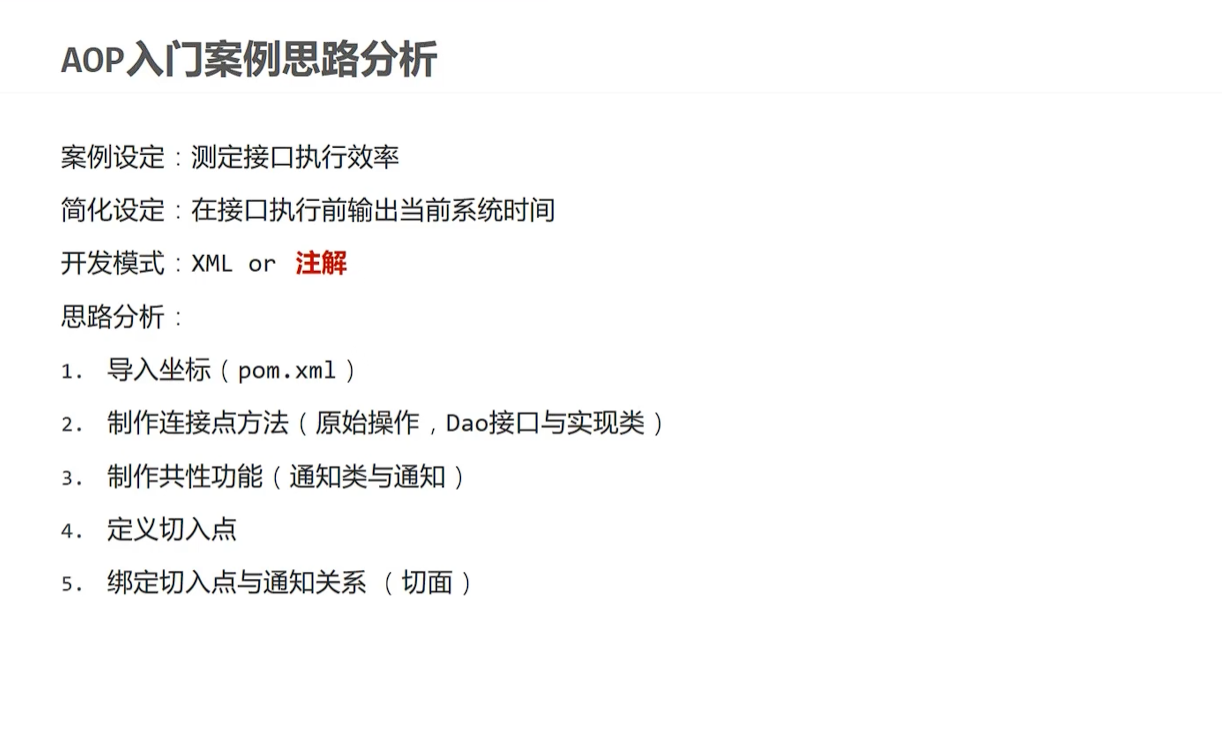 AOP入门案例思路分析
案例设定：测定接口执行效率
简化设定：在接口执行前输出当前系统时间
开发模式：XML or 注解
思路分析：
1. 导入坐标（pom.xml）
2. 制作连接点方法（原始操作，Dao接口与实现类）
3. 制作共性功能（通知类与通知）
4. 定义切入点
5. 绑定切入点与通知关系（切面）